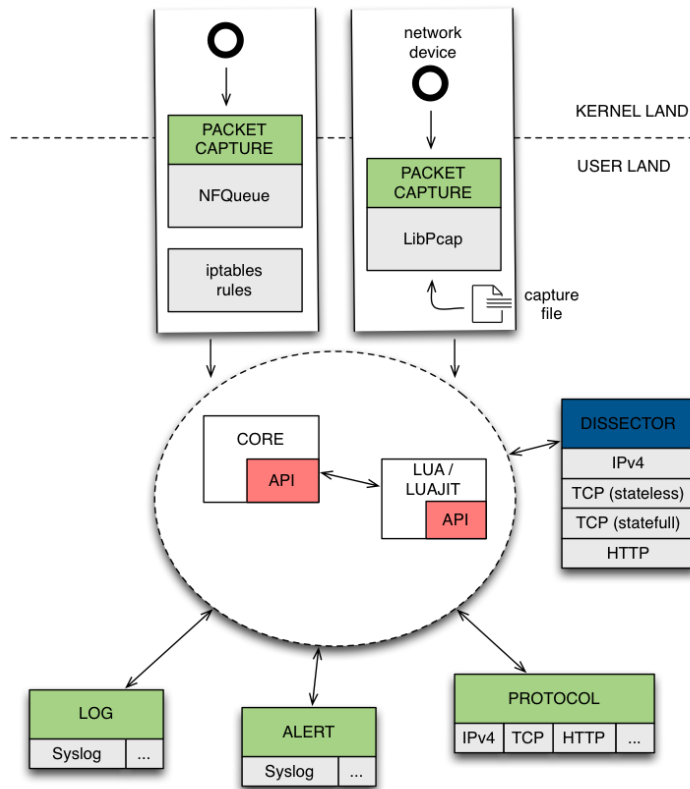 network
device
KERNEL LAND
USER LAND
PACKET
CAPTURE
NFQueue
iptables
rules
PACKET
CAPTURE
LibPcap
capture
file
CORE
API
LUA /
LUAJIT
API
DISSECTOR
IPv4
TCP (stateless)
TCP (statefull)
HTTP
LOG
Syslog ...
ALERT
Syslog ...
PROTOCOL
IPv4 TCP HTTP ...